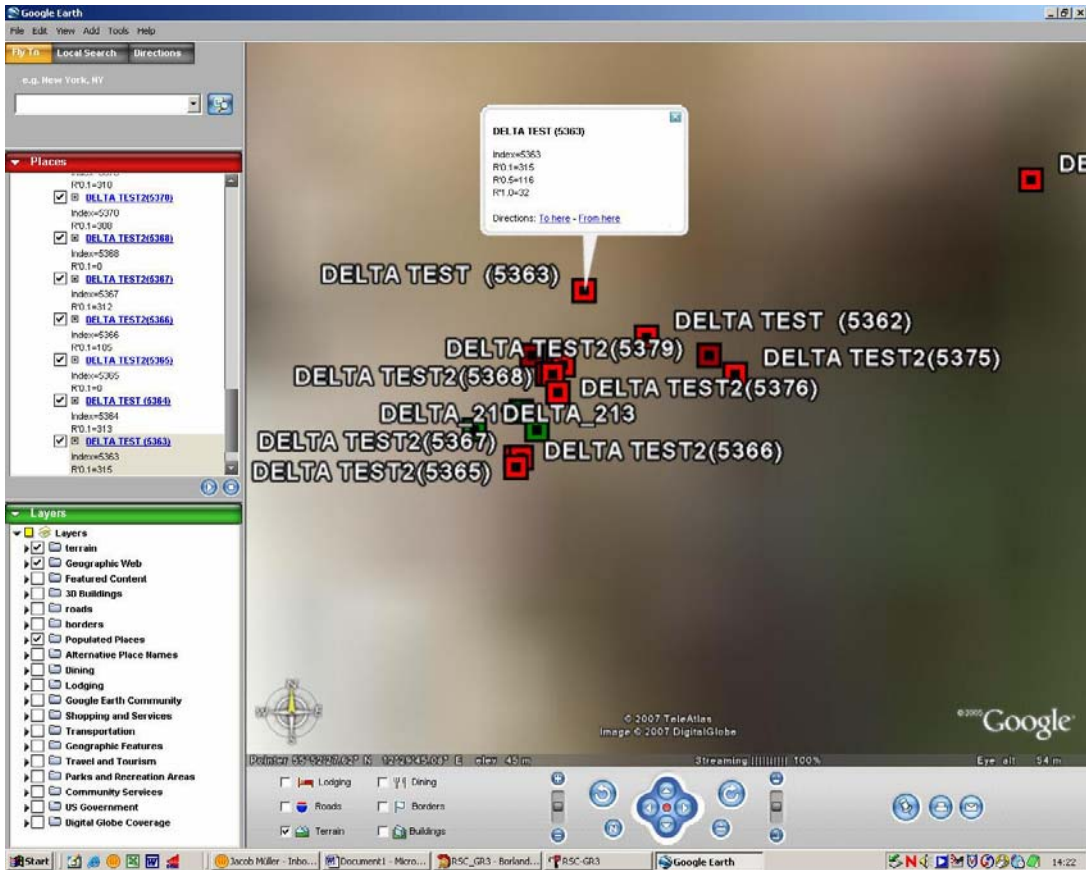 Google Earth
File Edit View Add Tools Help
Fly To Local Search Directions
e.g. New York, NY
Places
R'0.1=310
DELTA TEST2(5370)
Index=5370
R'0.1=300
DELTA TEST2(5368)
Index=5368
R'0.1=0
DELTA TEST2(5367)
Index=5367
R'0.1=312
DELTA TEST2(5366)
Index=5366
R'0.1=105
DELTA TEST2(5365)
Index=5365
R'0.1=0
DELTA TEST (5364)
Index=5364
R'0.1=313
DELTA TEST (5363)
Index=5363
R'0.1=315
Layers
Layers
terrain
Geographic Web
Featured Content
3D Buildings
roads
borders
Populated Places
Alternative Place Names
Dining
Lodging
Google Earth Community
Shopping and Services
Transportation
Geographic Features
Travel and Tourism
Parks and Recreation Areas
Community Services
US Government
Digital Globe Coverage
DELTA TEST (5363)
Index=5363
R'0.1=315
R'0.5=116
R'1.0=32
Directions: To here - From here
DE
DELTA TEST (5363)
DELTA TEST (5362)
DELTA TEST2(5379)
DELTA TEST2(5375)
DELTA TEST2(5368)
DELTA TEST2(5376)
DELTA_21
DELTA_213
DELTA TEST2(5367)
DELTA TEST2(5366)
DELTA TEST2(5365)
N
© 2007 TeleAtlas
Image © 2007 DigitalGlobe
©2005 Google
Pointer elev 45 m
Streaming 100%
Eye alt 54 m
Lodging Dining
Roads Borders
Terrain Buildings
N
Start
Jacob Müller - Inbo...
Document1 - Micro...
RSC_GR3 - Borland...
RSC-GR3
Google Earth
14:22